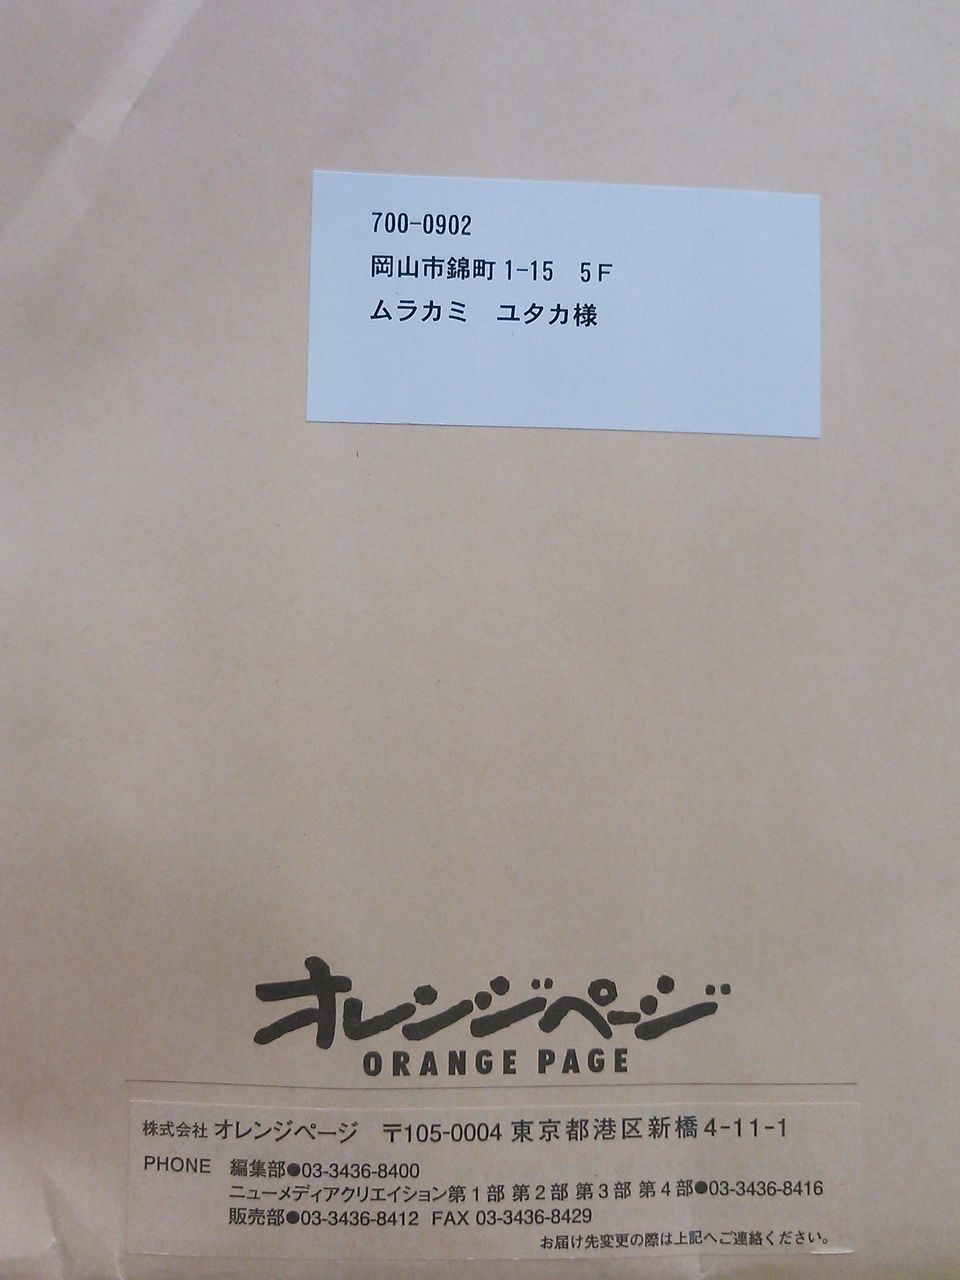 700-0902
岡山市錦町1-15　5F
ムラカミ　ユタカ様
オレンジページ
ORANGE PAGE
株式会社 オレンジページ　〒105-0004 東京都港区新橋4-11-1
PHONE　編集部●03-3436-8400
ニューメディアクリエイション第1部 第2部 第3部 第4部●03-3436-8416
販売部●03-3436-8412 FAX 03-3436-8429
お届け先変更の際は上記へご連絡ください。